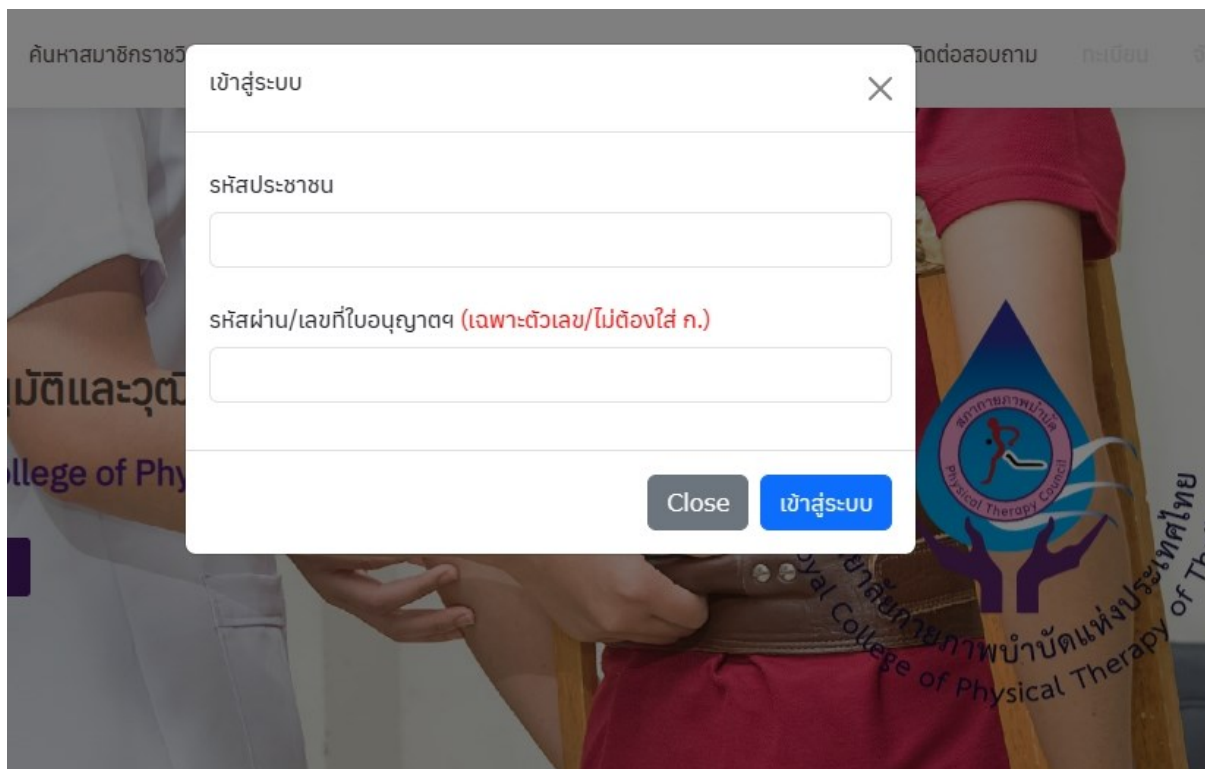 ค้นหาสมาชิกราชวิ
ติดต่อสอบถาม
ทะเบียน
เข้าสู่ระบบ
รหัสประชาชน
รหัสผ่าน/เลขที่ใบอนุญาตฯ (เฉพาะตัวเลข/ไม่ต้องใส่ ก.)
Close
เข้าสู่ระบบ
ุมัติและวุฒิ
llege of Phy
สภากายภาพบำบัด
Physical Therapy Council
ยาลัยกายภาพบำบัดแห่งประเทศไทย
yal College of Physical Therapy of Th